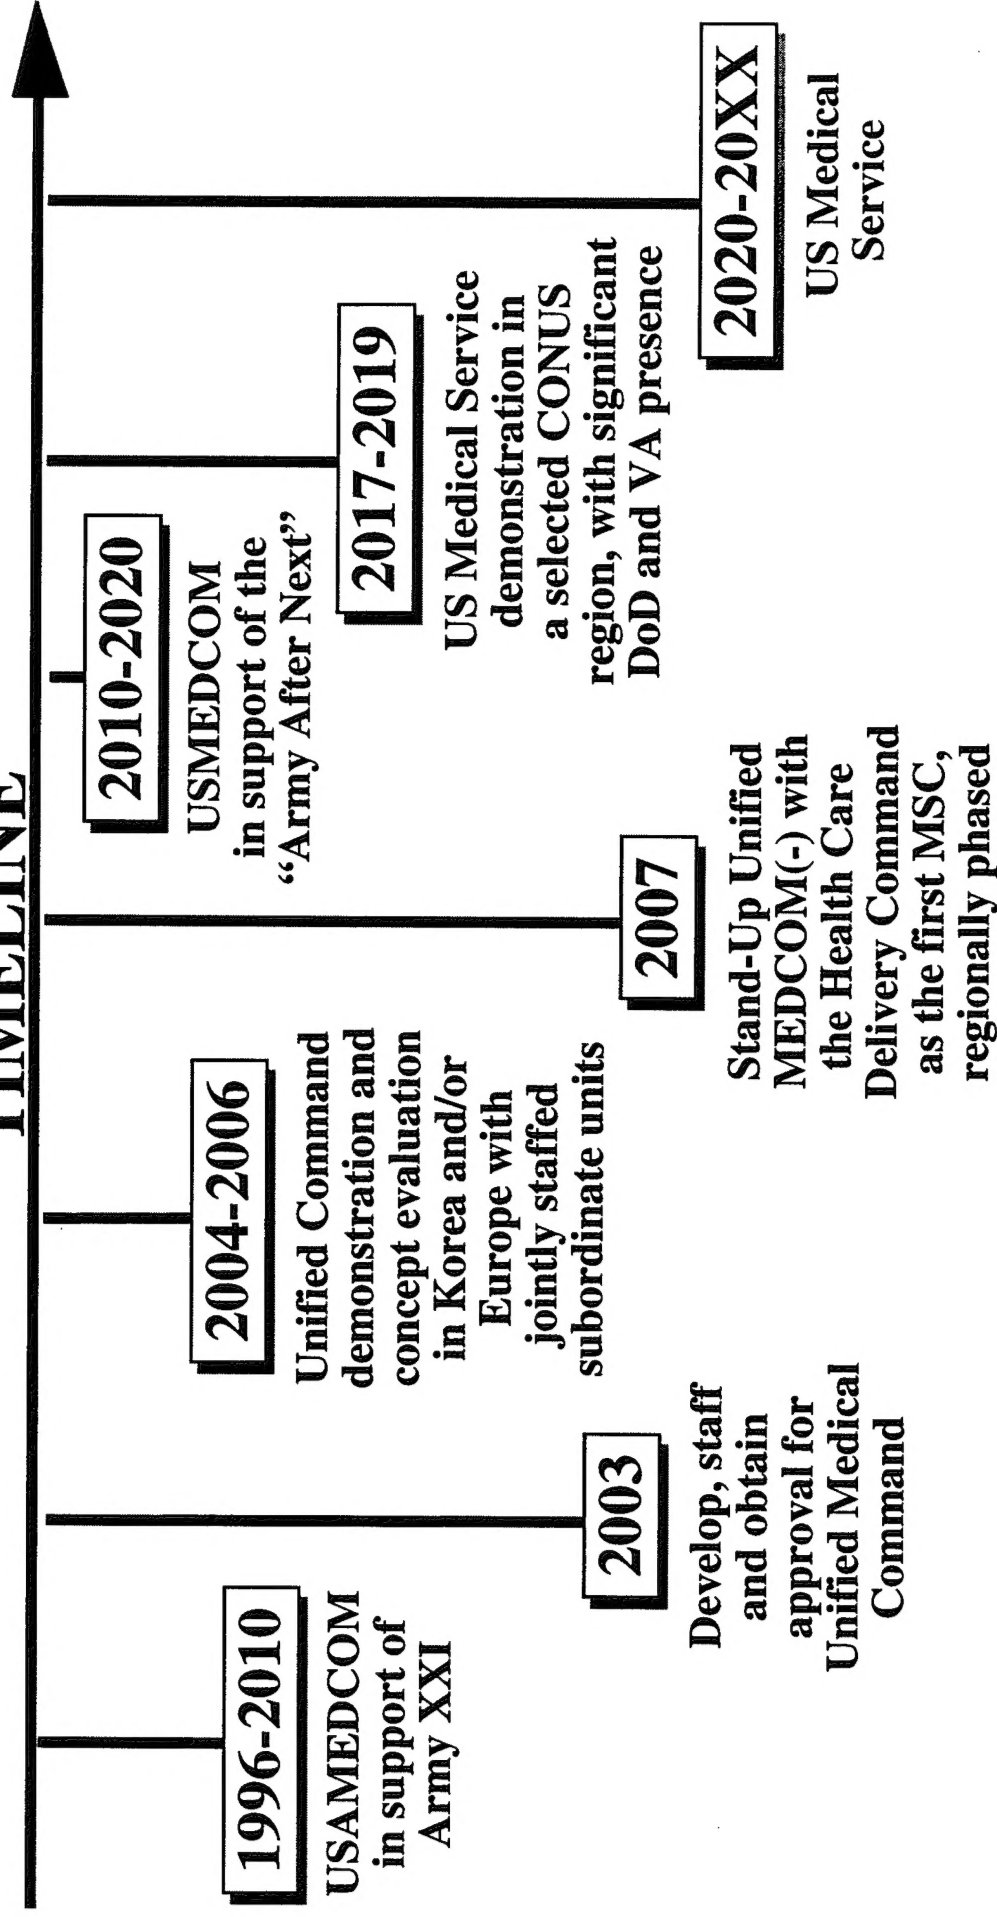 TIMELINE
1996-2010
USAMEDCOM
in support of
Army XXI
2003
Develop, staff
and obtain
approval for
Unified Medical
Command
2004-2006
Unified Command
demonstration and
concept evaluation
in Korea and/or
Europe with
jointly staffed
subordinate units
2007
Stand-Up Unified
MEDCOM(-) with
the Health Care
Delivery Command
as the first MSC,
regionally phased
2010-2020
USMEDCOM
in support of the
“Army After Next”
2017-2019
US Medical Service
demonstration in
a selected CONUS
region, with significant
DoD and VA presence
2020-20XX
US Medical
Service